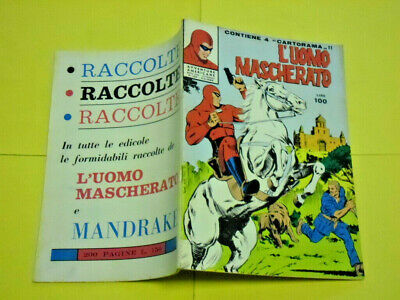 RACCOLTE
RACCOLTE
RACCOLTE
In tutte le edicole
le formidabili raccolte de
L'UOMO
MASCHERATO
e
MANDRAKE
200 PAGINE L. 150
CONTIENE 4 "CARTORAMA" !!
L'UOMO
MASCHERATO
LIRE
100